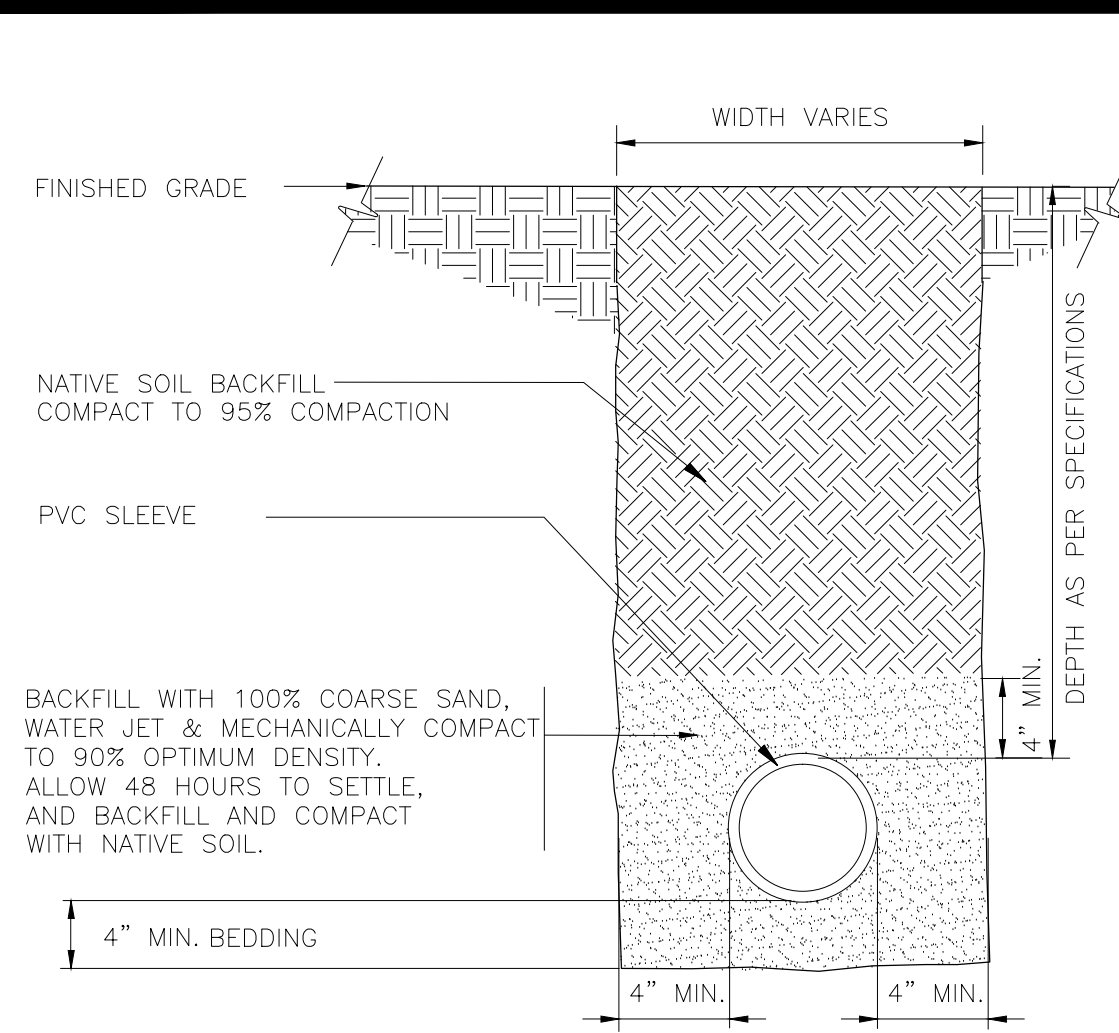 WIDTH VARIES
FINISHED GRADE
NATIVE SOIL BACKFILL
COMPACT TO 95% COMPACTION
DEPTH AS PER SPECIFICATIONS
PVC SLEEVE
4” MIN.
BACKFILL WITH 100% COARSE SAND,
WATER JET & MECHANICALLY COMPACT
TO 90% OPTIMUM DENSITY.
ALLOW 48 HOURS TO SETTLE,
AND BACKFILL AND COMPACT
WITH NATIVE SOIL.
4” MIN. BEDDING
4” MIN.
4” MIN.